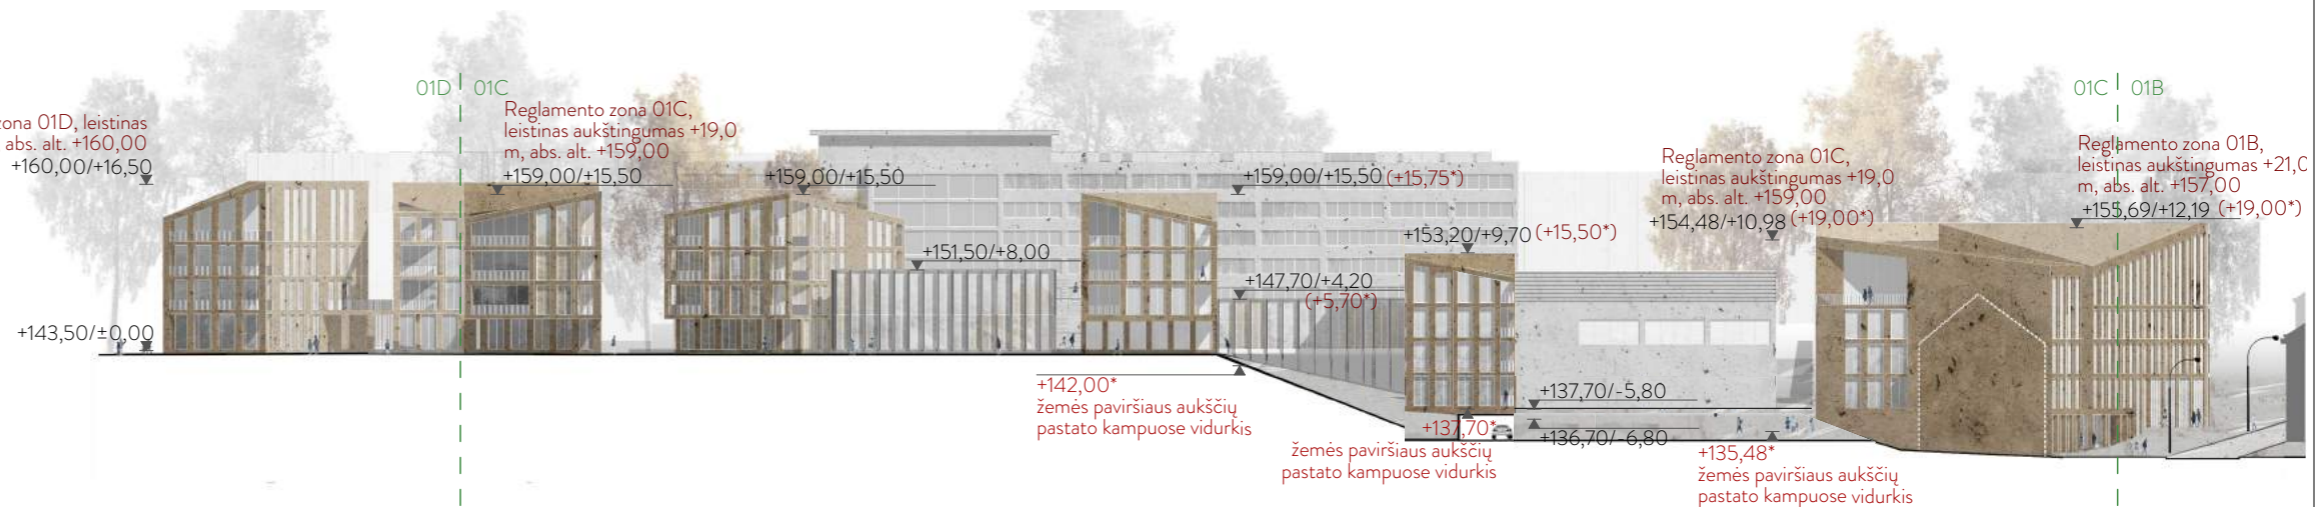 zona 01D, leistinas
abs. alt. +160,00
+160,00/+16,50
+143,50/±0,00
01D 01C
Reglamento zona 01C,
leistinas aukštingumas +19,0
m, abs. alt. +159,00
+159,00/+15,50
+159,00/+15,50
+151,50/+8,00
+159,00/+15,50 (+15,75*)
+147,70/+4,20
(+5,70*)
+142,00*
žemės paviršiaus aukščių
pastato kampuose vidurkis
+153,20/+9,70 (+15,50*)
+137,70/-5,80
+136,70/-6,80
+137,70*
žemės paviršiaus aukščių
pastato kampuose vidurkis
Reglamento zona 01C,
leistinas aukštingumas +19,0
m, abs. alt. +159,00
+154,48/+10,98 (+19,00*)
+135,48*
žemės paviršiaus aukščių
pastato kampuose vidurkis
01C 01B
Reglamento zona 01B,
leistinas aukštingumas +21,0
m, abs. alt. +157,00
+155,69/+12,19 (+19,00*)